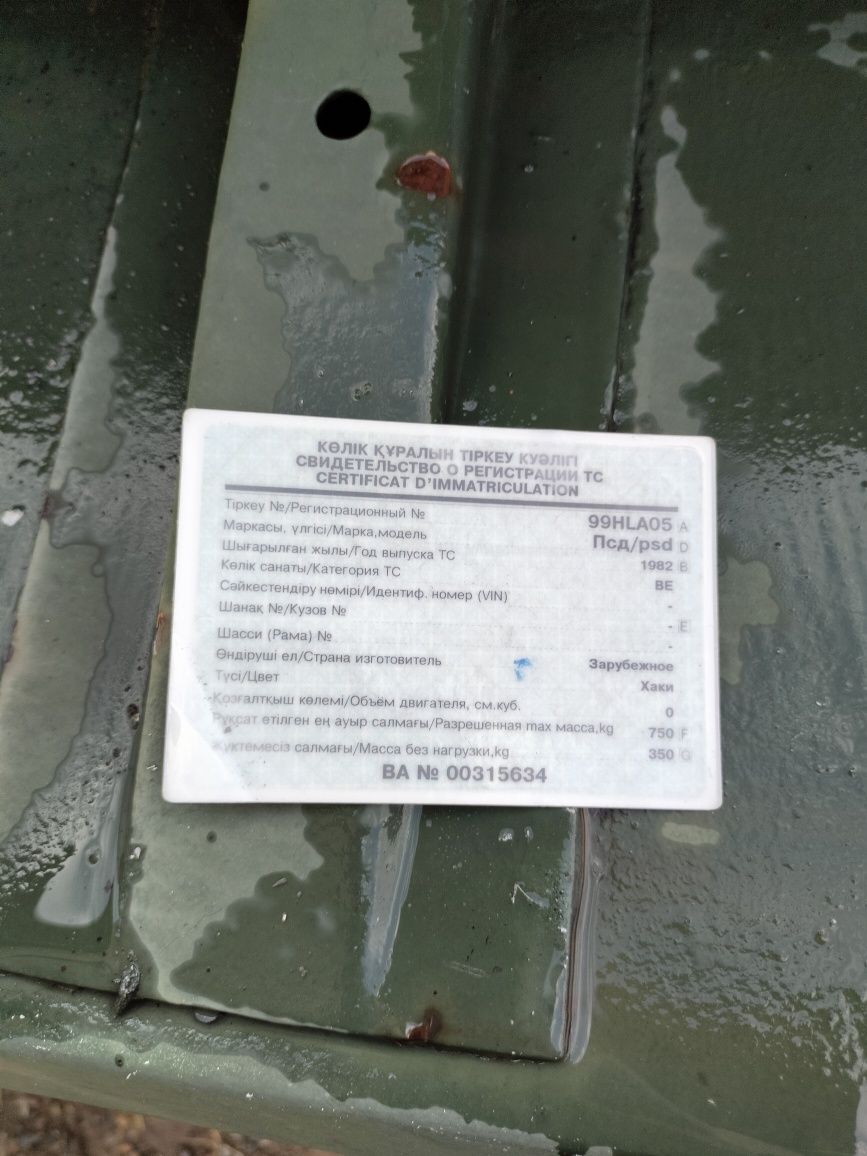 КӨЛІК ҚҰРАЛЫН ТІРКЕУ КУӘЛІГІ
СВИДЕТЕЛЬСТВО О РЕГИСТРАЦИИ ТС
CERTIFICAT D'IMMATRICULATION
Тіркеу №/Регистрационный № 99HLA05 A
Маркасы, үлгісі/Марка,модель Псд/psd D
Шығарылған жылы/Год выпуска ТС 1982 B
Көлік санаты/Категория ТС BE
Сәйкестендіру нөмірі/Идентиф. номер (VIN) -
Шанақ №/Кузов № - E
Шасси (Рама) № -
Өндіруші ел/Страна изготовитель Зарубежное
Түсі/Цвет Хаки
Қозғалтқыш көлемі/Объём двигателя, см.куб. 0
Рұқсат өтілген ең ауыр салмағы/Разрешенная max масса,kg 750 F
Жүктемесіз салмағы/Масса без нагрузки,kg 350 G
BA № 00315634